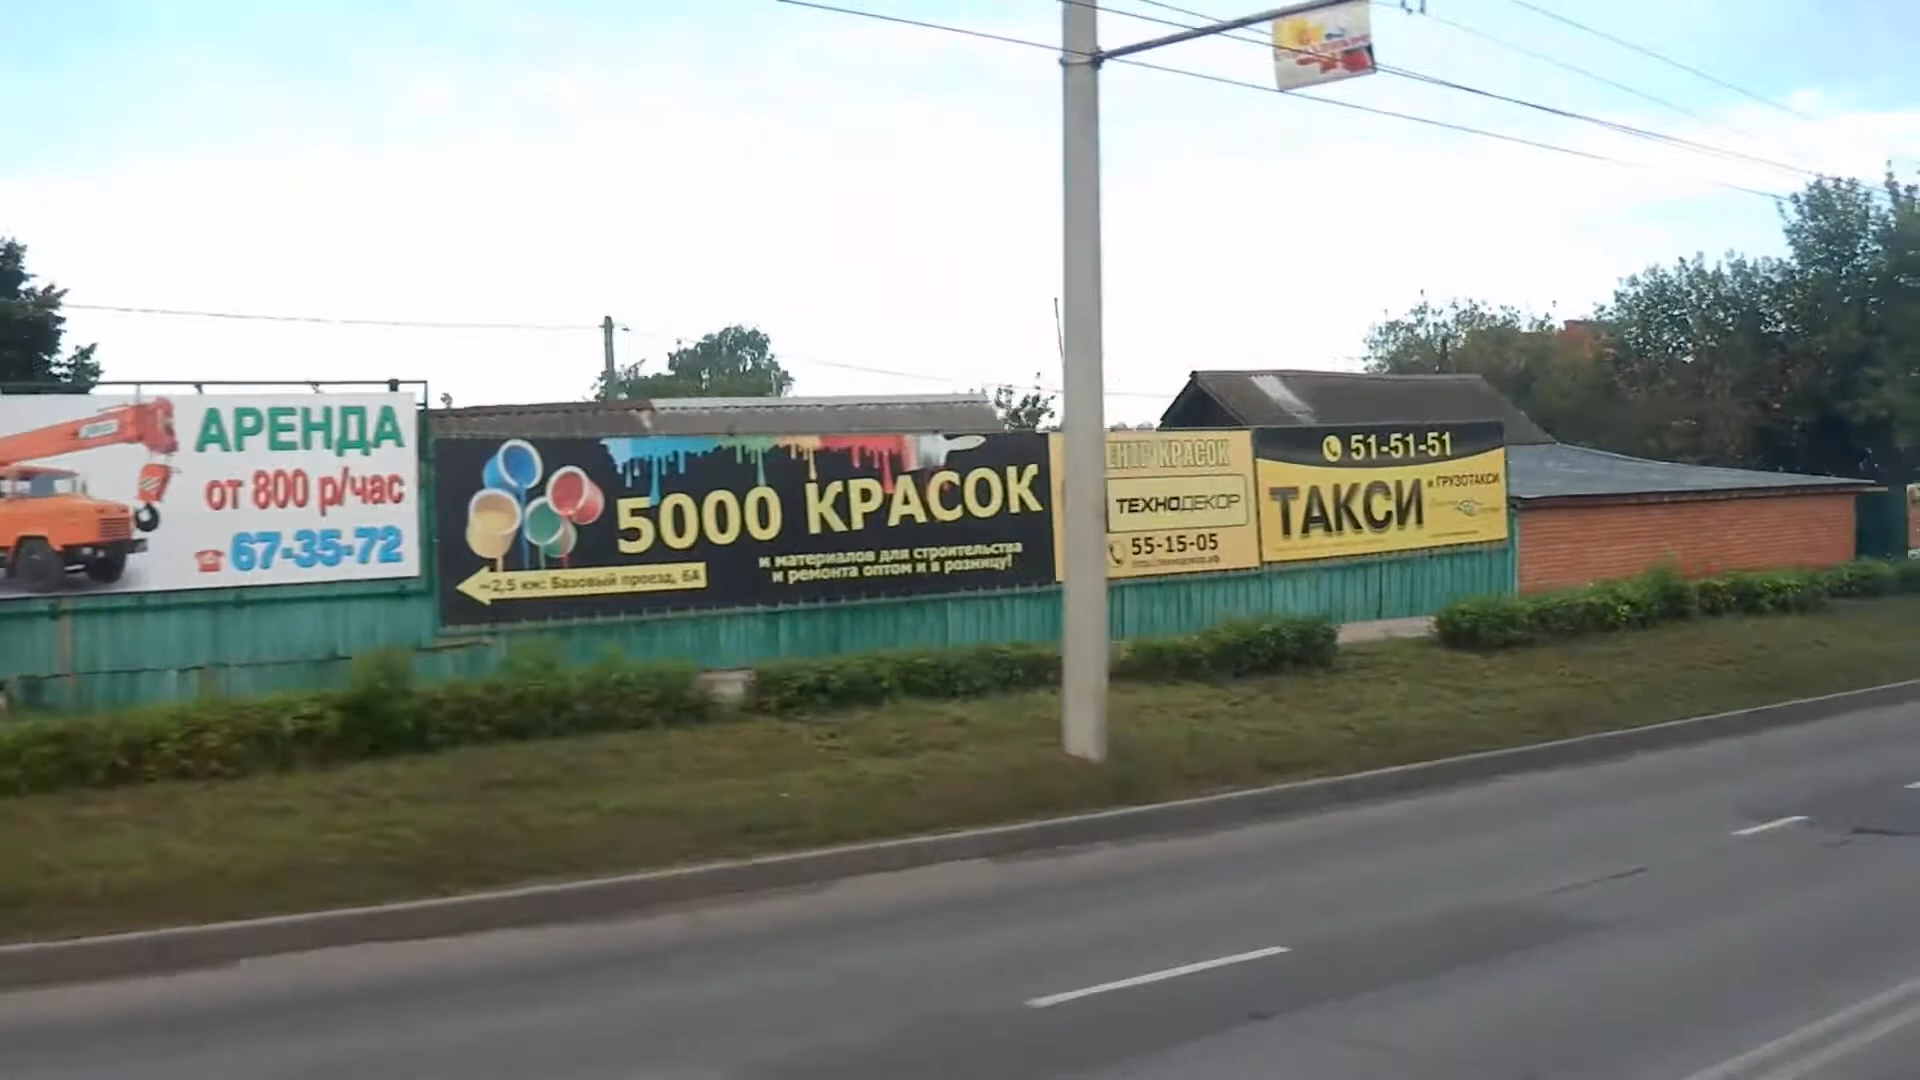 АРЕНДА
от 800 р/час
67-35-72
5000 КРАСОК
и материалов для строительства
и ремонта оптом и в розницу!
~2,5 км: Базовый проезд, 6А
КРАСОК
ТЕХНОДЕКОР
55-15-05
51-51-51
ТАКСИ
и ГРУЗОТАКСИ